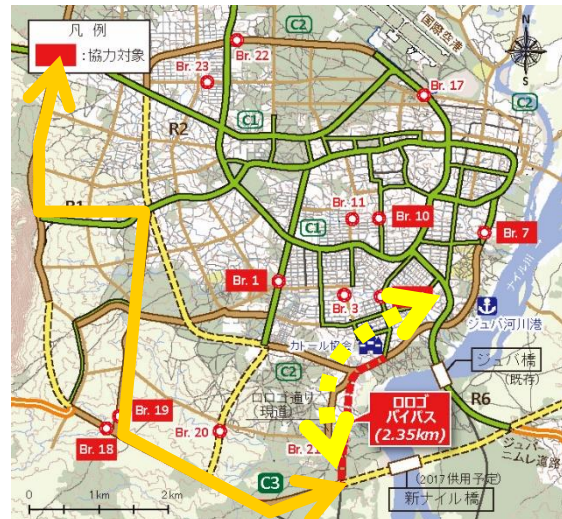 凡 例
:協力対象
C2
国際空港
N
S
Br. 22
Br. 23
Br. 17
C2
C1
R2
R1
Br. 11
Br. 10
Br. 7
C1
ナイル川
Br. 1
Br. 3
ジュバ河川港
カトール協会
C2
ロロゴ通り
(現道)
ジュバ橋
(既存)
R6
ロロゴ
バイパス
(2.35km)
Br. 19
Br. 18
Br. 20
Br. 21
ジュバ-
ニムレ道路
C3
(2017供用予定)
新ナイル橋
0 1km 2km